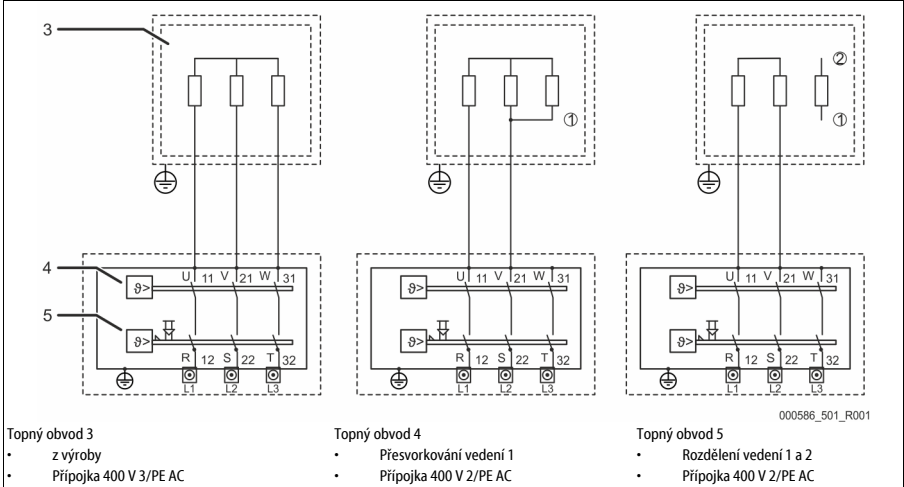 3
②
①
①
4
5
U 11 V 21 W 31
U 11 V 21 W 31
U 11 V 21 W 31
ϑ>
ϑ>
ϑ>
ϑ>
ϑ>
ϑ>
R 12 S 22 T 32
R 12 S 22 T 32
R 12 S 22 T 32
L1 L2 L3
L1 L2 L3
L1 L2 L3
000586_501_R001
Topný obvod 3
• z výroby
• Přípojka 400 V 3/PE AC
Topný obvod 4
• Přesvorkování vedení 1
• Přípojka 400 V 2/PE AC
Topný obvod 5
• Rozdělení vedení 1 a 2
• Přípojka 400 V 2/PE AC